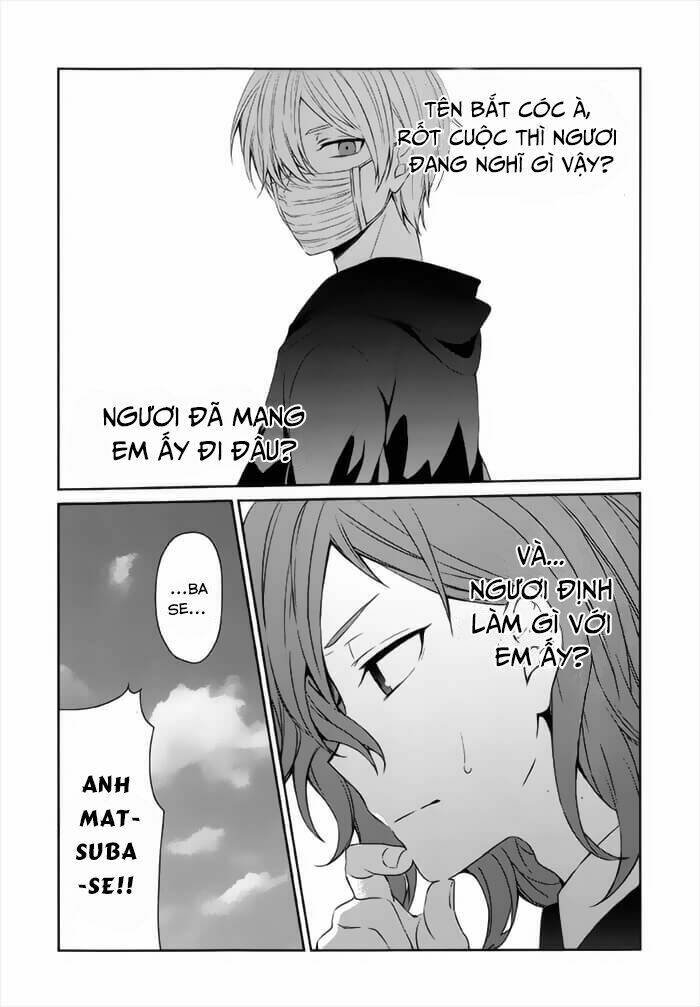 TÊN BẮT CÓC À,
RỐT CUỘC THÌ NGƯƠI
ĐANG NGHĨ GÌ VẬY?
NGƯƠI ĐÃ MANG
EM ẤY ĐI ĐÂU?
VÀ...
NGƯƠI ĐỊNH
LÀM GÌ VỚI
EM ẤY?
...BA
SE...
ANH
MAT-
SUBA
-SE!!